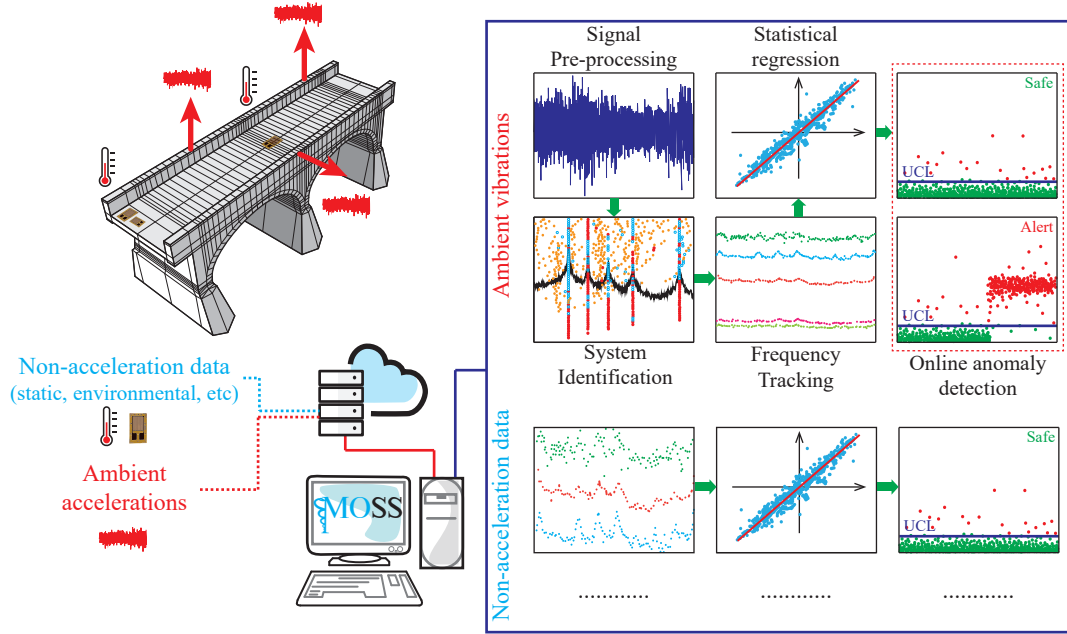 Non-acceleration data
(static, environmental, etc)
Ambient
accelerations
MOSS
Ambient vibrations
Signal
Pre-processing
Statistical
regression
Safe
UCL
Alert
UCL
System
Identification
Frequency
Tracking
Online anomaly
detection
Non-acceleration data
Safe
UCL
............
............
............